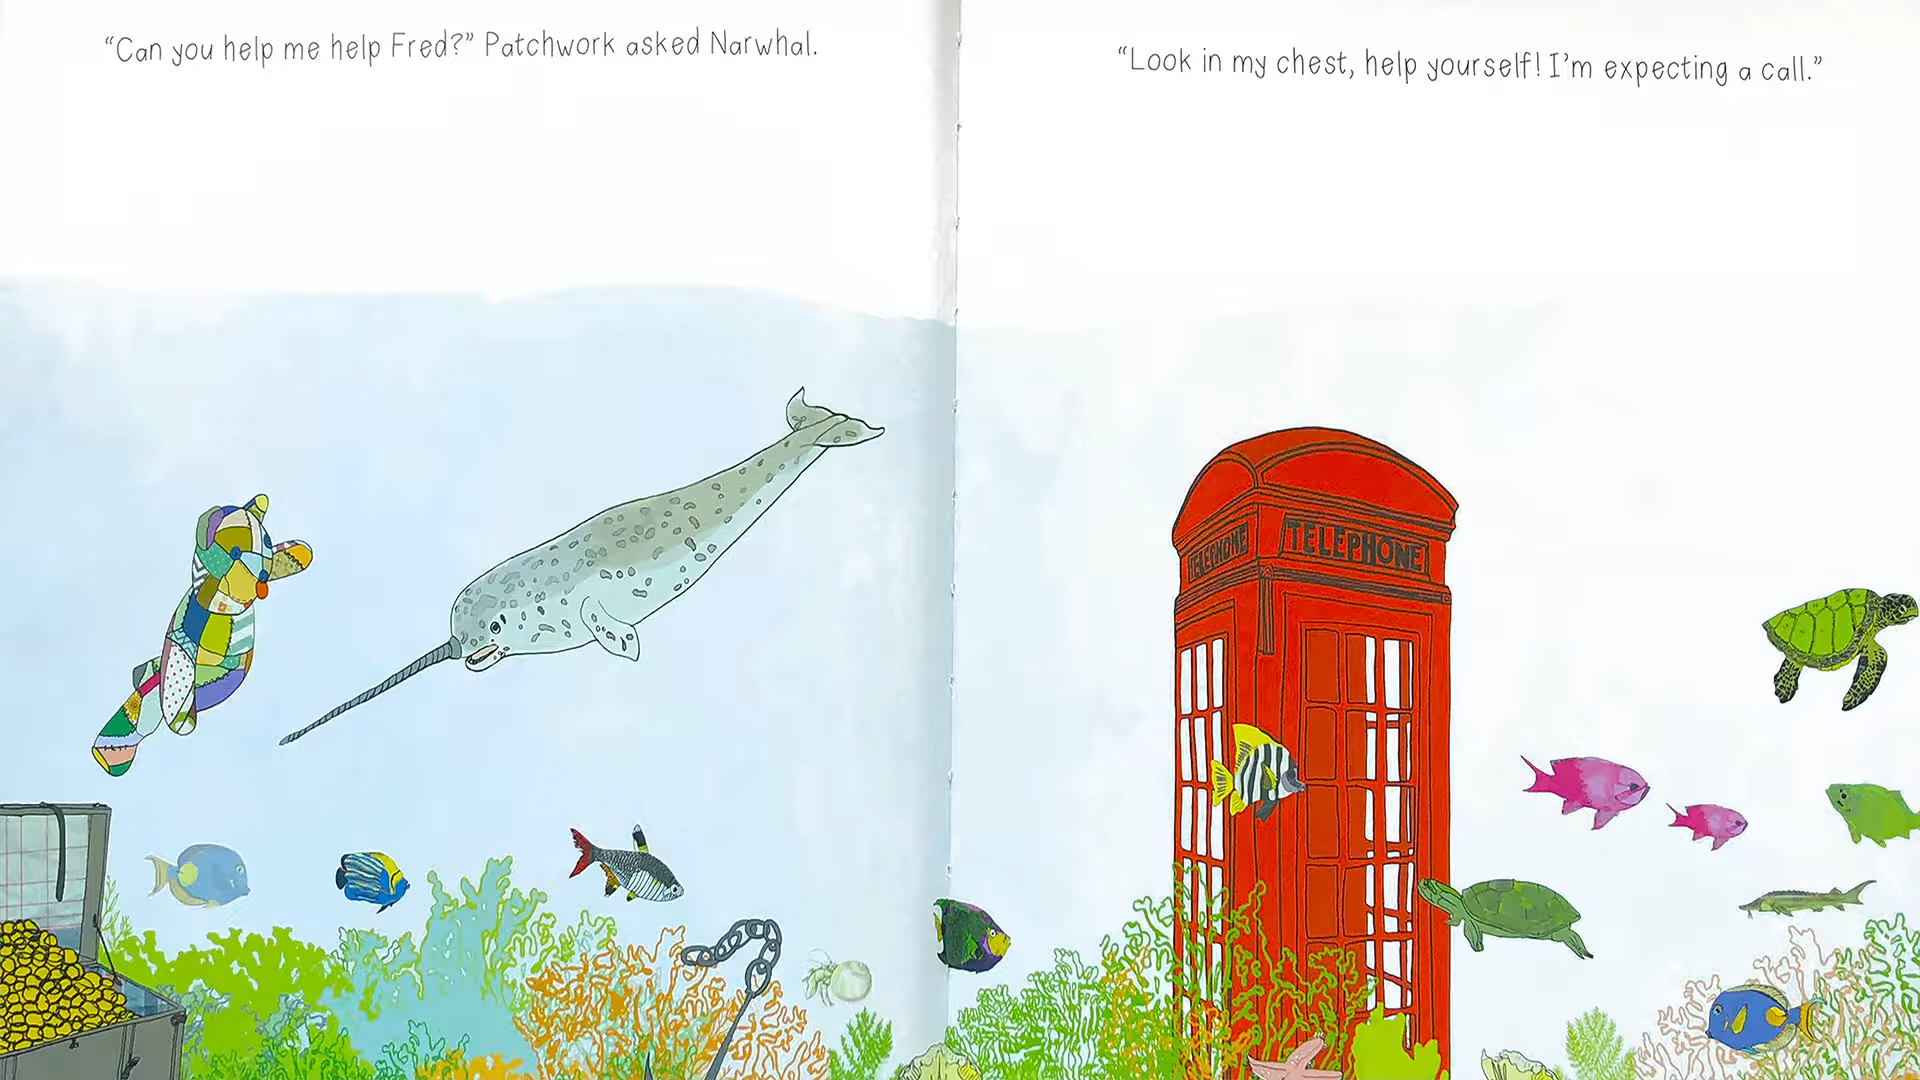 “Can you help me help Fred?” Patchwork asked Narwhal.
“Look in my chest, help yourself! I’m expecting a call.”
TELEPHONE
TELEPHONE